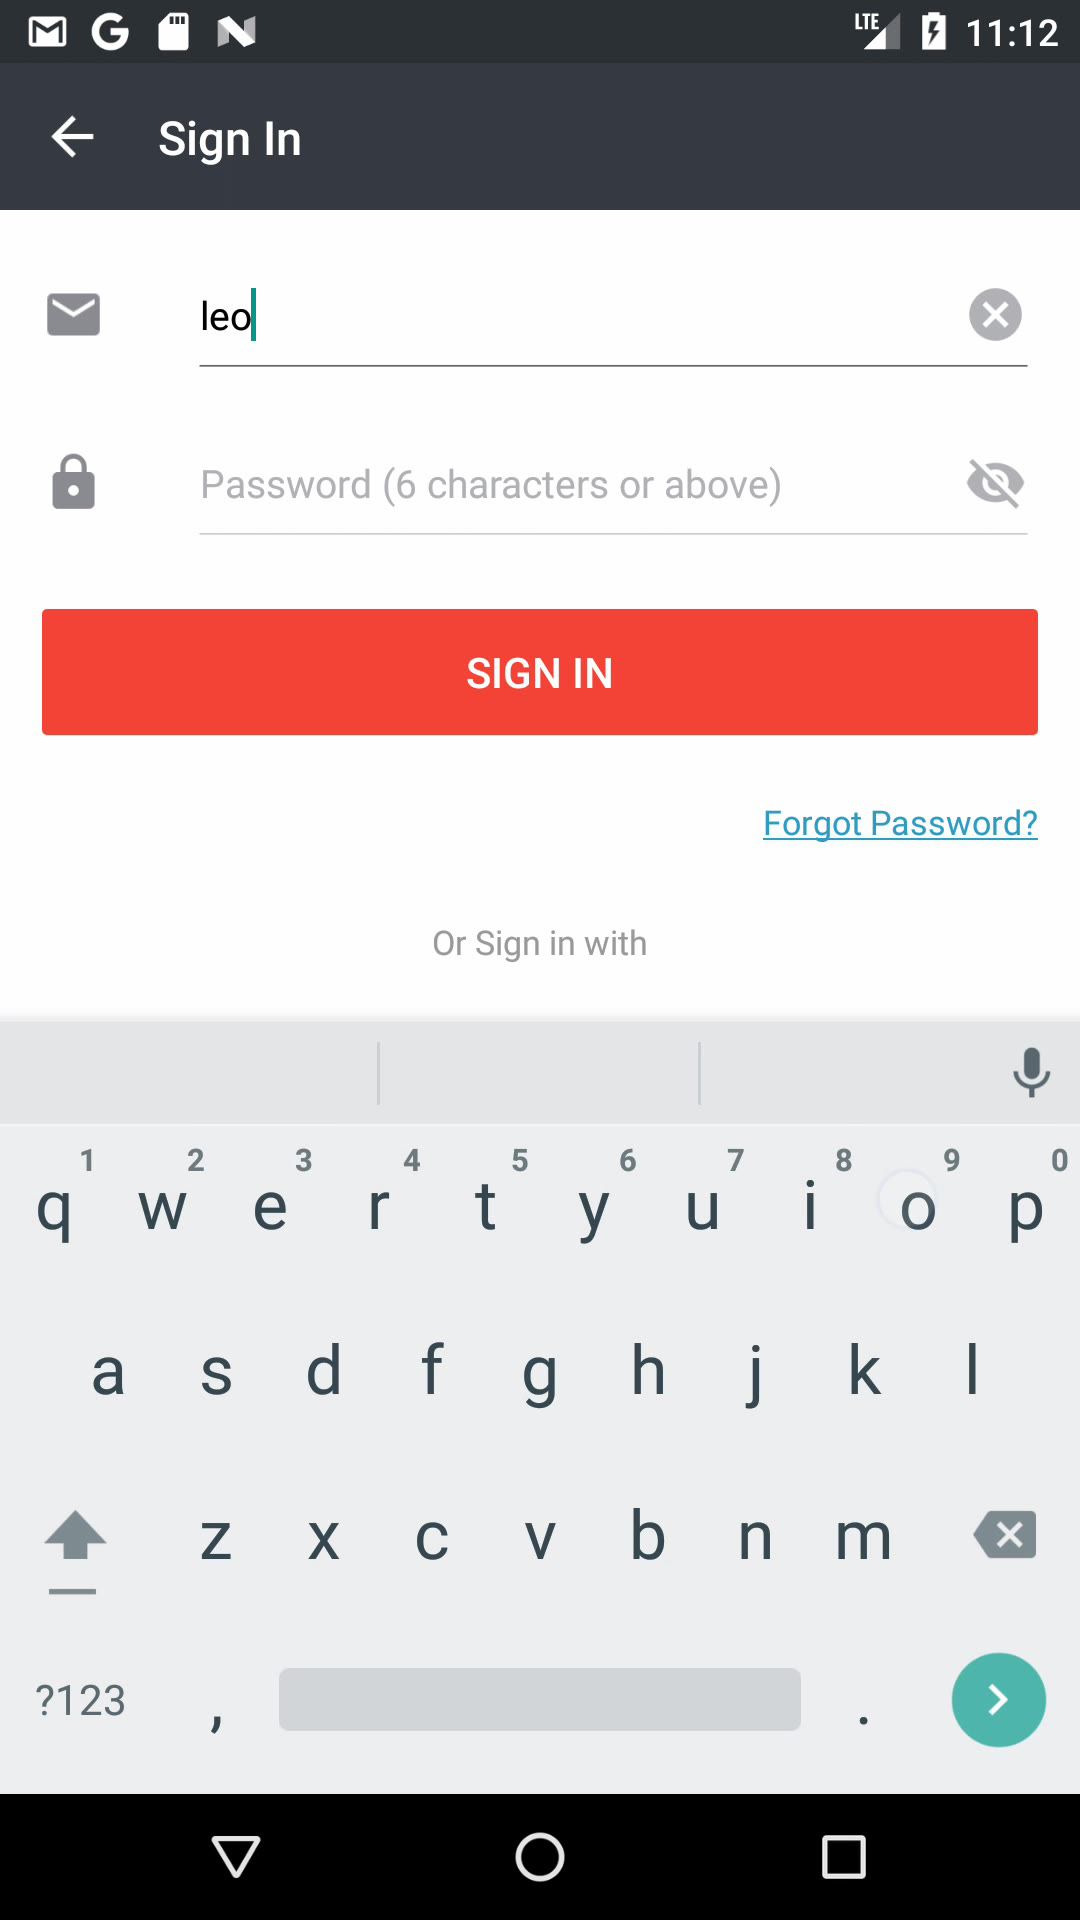 LTE 11:12
Sign In
leo
Password (6 characters or above)
SIGN IN
Forgot Password?
Or Sign in with
1 2 3 4 5 6 7 8 9 0
q w e r t y u i o p
a s d f g h j k l
z x c v b n m
?123 , .